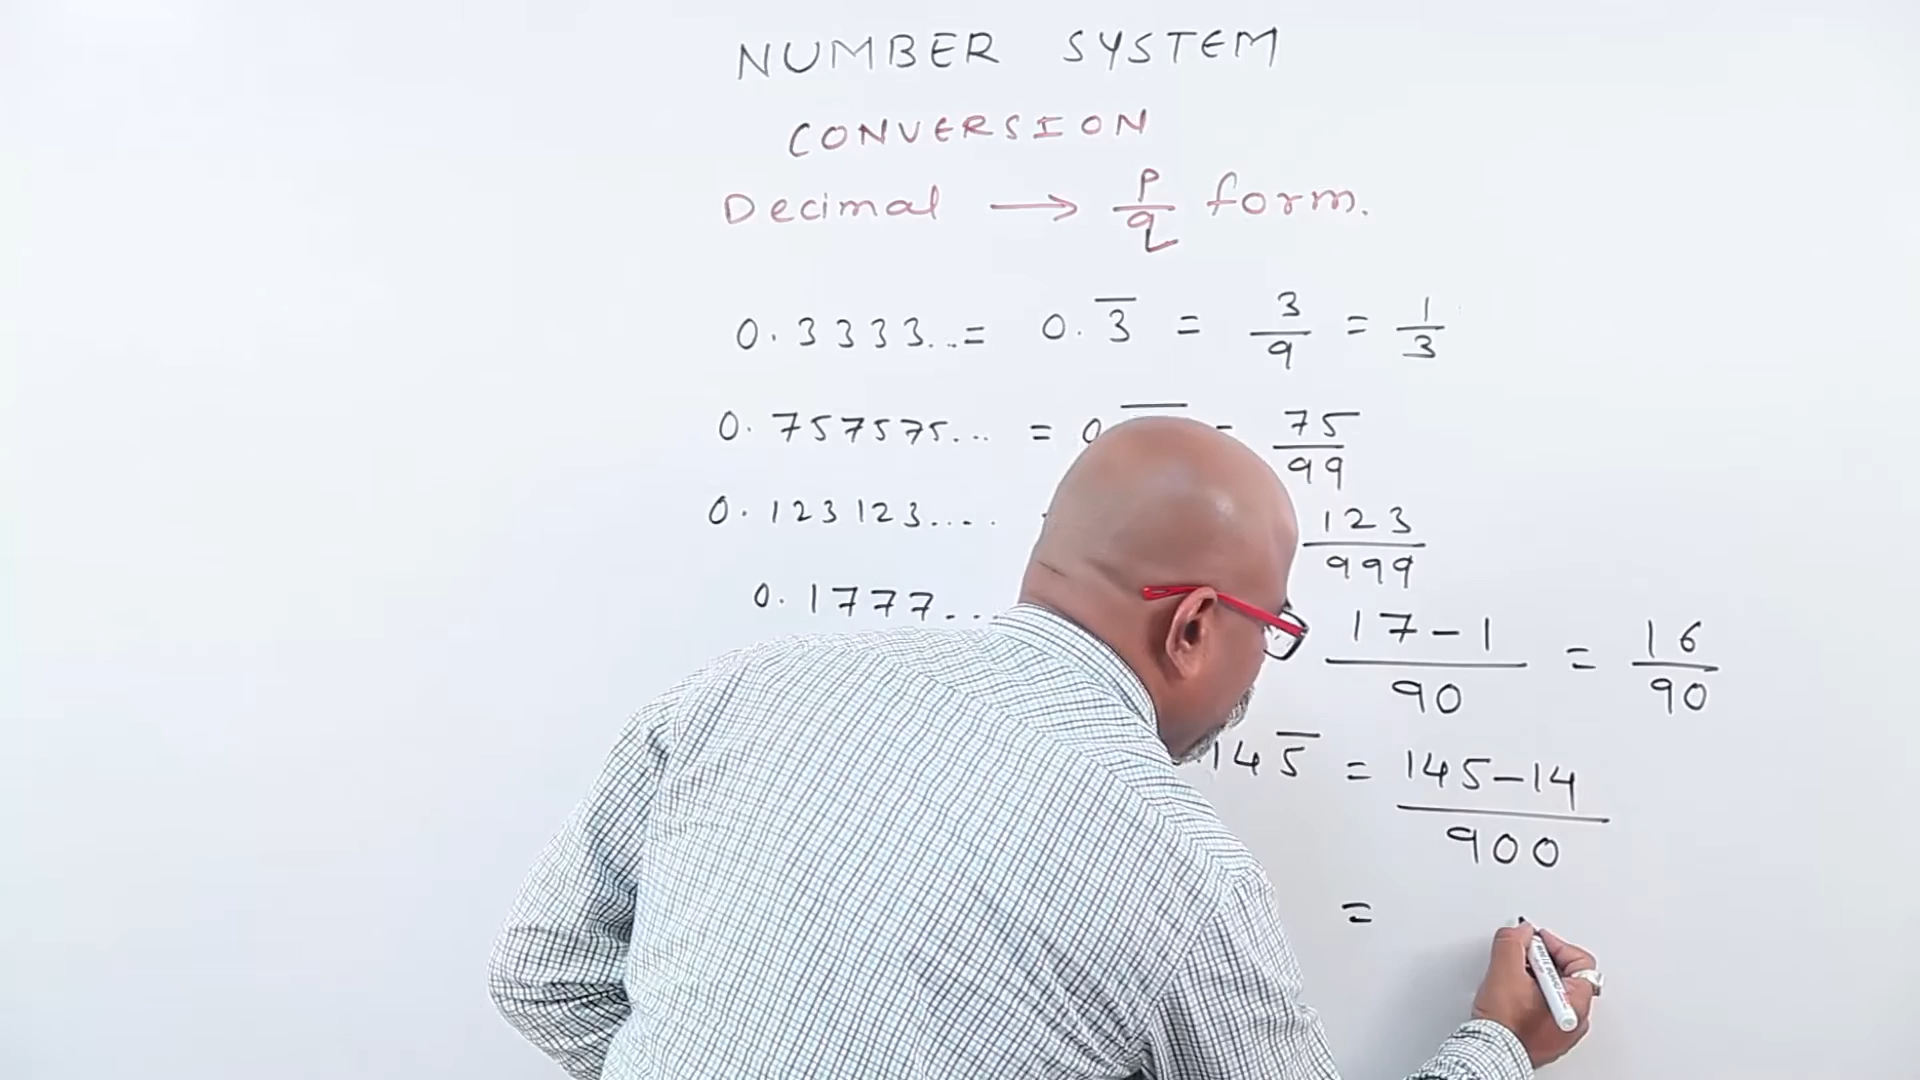 NUMBER SYSTEM
CONVERSION
Decimal → p/q form.
0.3333... = 0.3̅ = 3/9 = 1/3
0.757575... = 0 = 75/99
0.123123.... 123/999
0.1777... 17-1/90 = 16/90
.145̅ = 145-14/900
=